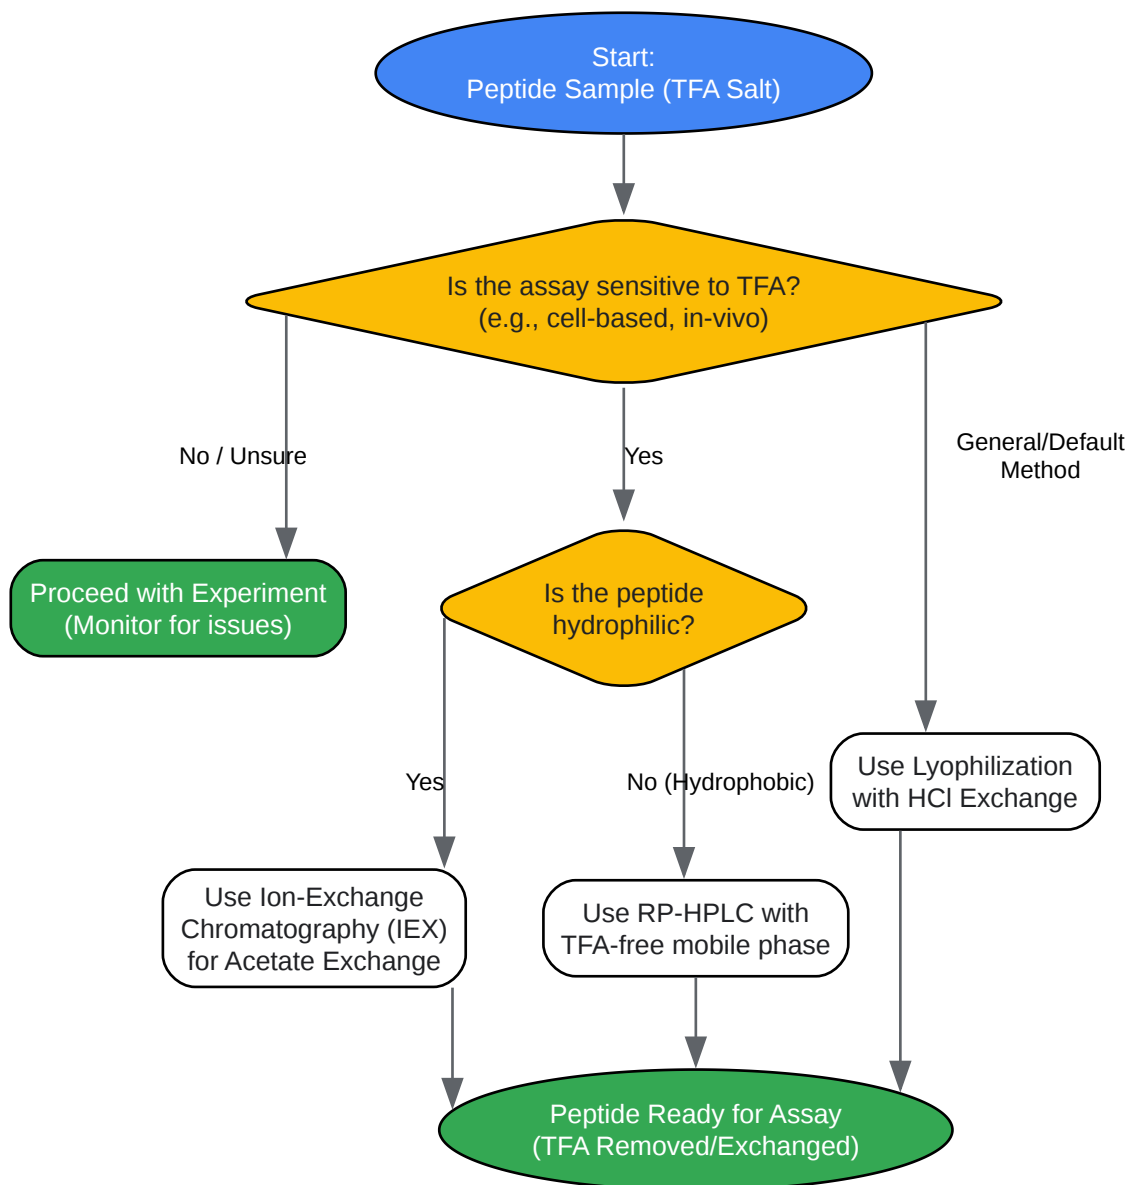 Start:
Peptide Sample (TFA Salt)
Is the assay sensitive to TFA?
(e.g., cell-based, in-vivo)
No / Unsure
Yes
General/Default
Method
Proceed with Experiment
(Monitor for issues)
Is the peptide
hydrophilic?
Yes
No (Hydrophobic)
Use Lyophilization
with HCl Exchange
Use Ion-Exchange
Chromatography (IEX)
for Acetate Exchange
Use RP-HPLC with
TFA-free mobile phase
Peptide Ready for Assay
(TFA Removed/Exchanged)